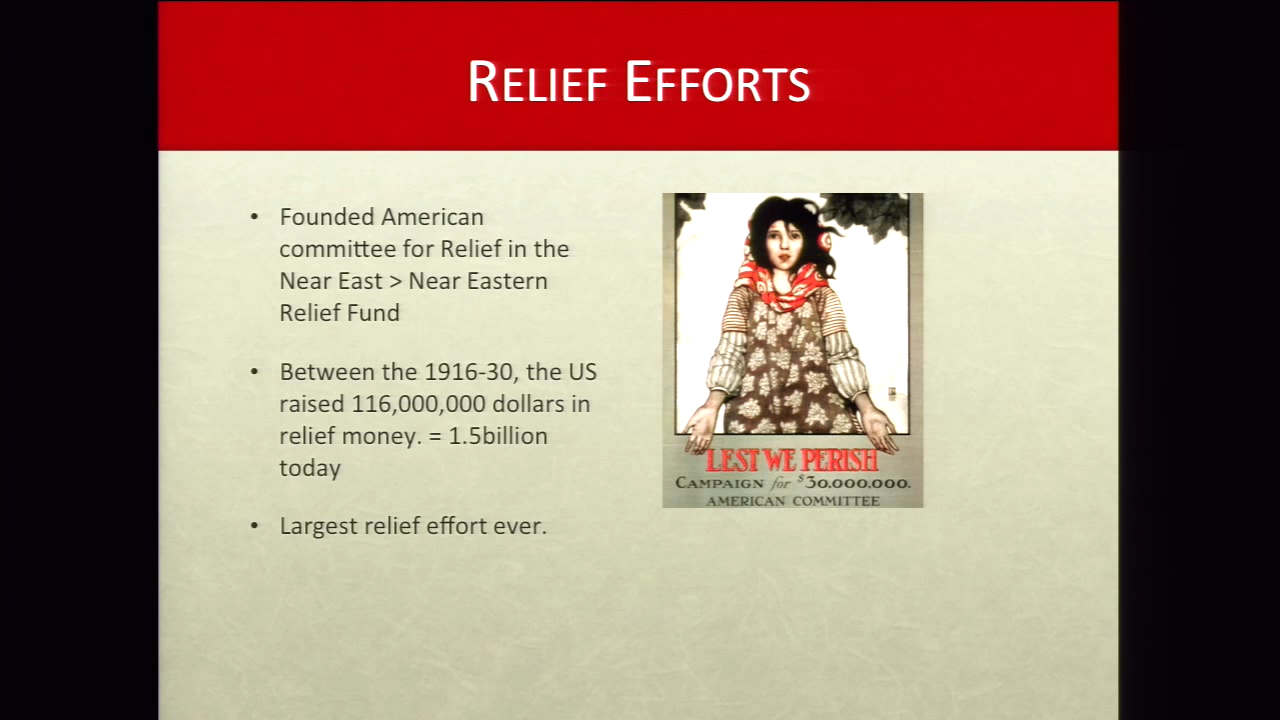 RELIEF EFFORTS
• Founded American
committee for Relief in the
Near East > Near Eastern
Relief Fund
• Between the 1916-30, the US
raised 116,000,000 dollars in
relief money. = 1.5billion
today
• Largest relief effort ever.
LEST WE PERISH
CAMPAIGN for $30,000,000.
AMERICAN COMMITTEE